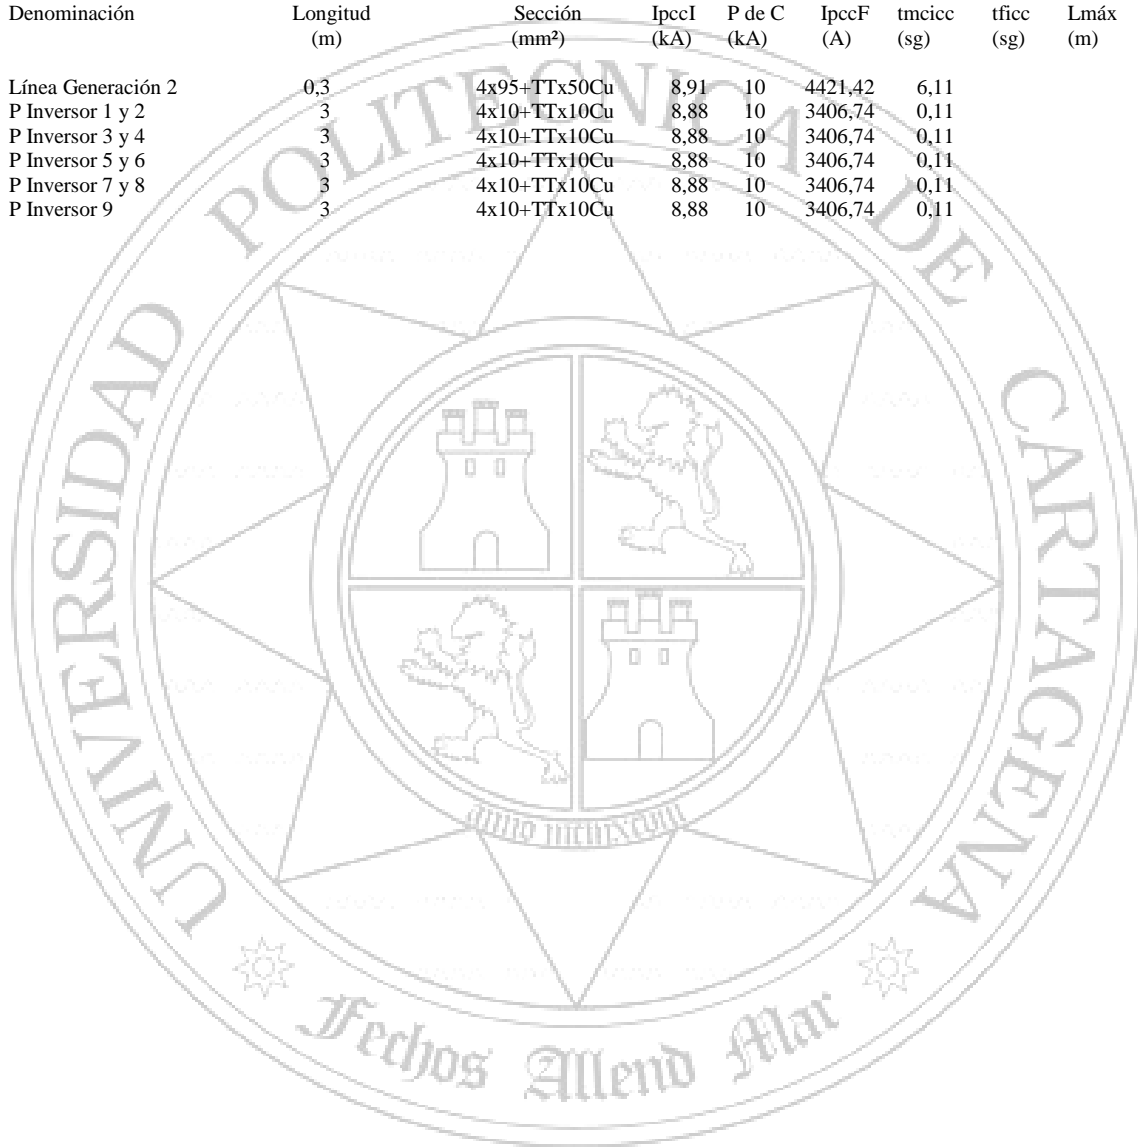 Denominación Longitud Sección IpccI P de C IpccF tmcicc tficc Lmáx
(m) (mm²) (kA) (kA) (A) (sg) (sg) (m)
Línea Generación 2 0,3 4x95+TTx50Cu 8,91 10 4421,42 6,11
P Inversor 1 y 2 3 4x10+TTx10Cu 8,88 10 3406,74 0,11
P Inversor 3 y 4 3 4x10+TTx10Cu 8,88 10 3406,74 0,11
P Inversor 5 y 6 3 4x10+TTx10Cu 8,88 10 3406,74 0,11
P Inversor 7 y 8 3 4x10+TTx10Cu 8,88 10 3406,74 0,11
P Inversor 9 3 4x10+TTx10Cu 8,88 10 3406,74 0,11
UNIVERSIDAD POLITECNICA DE CARTAGENA
anno mcmxcviii
Fechos Allend Mar